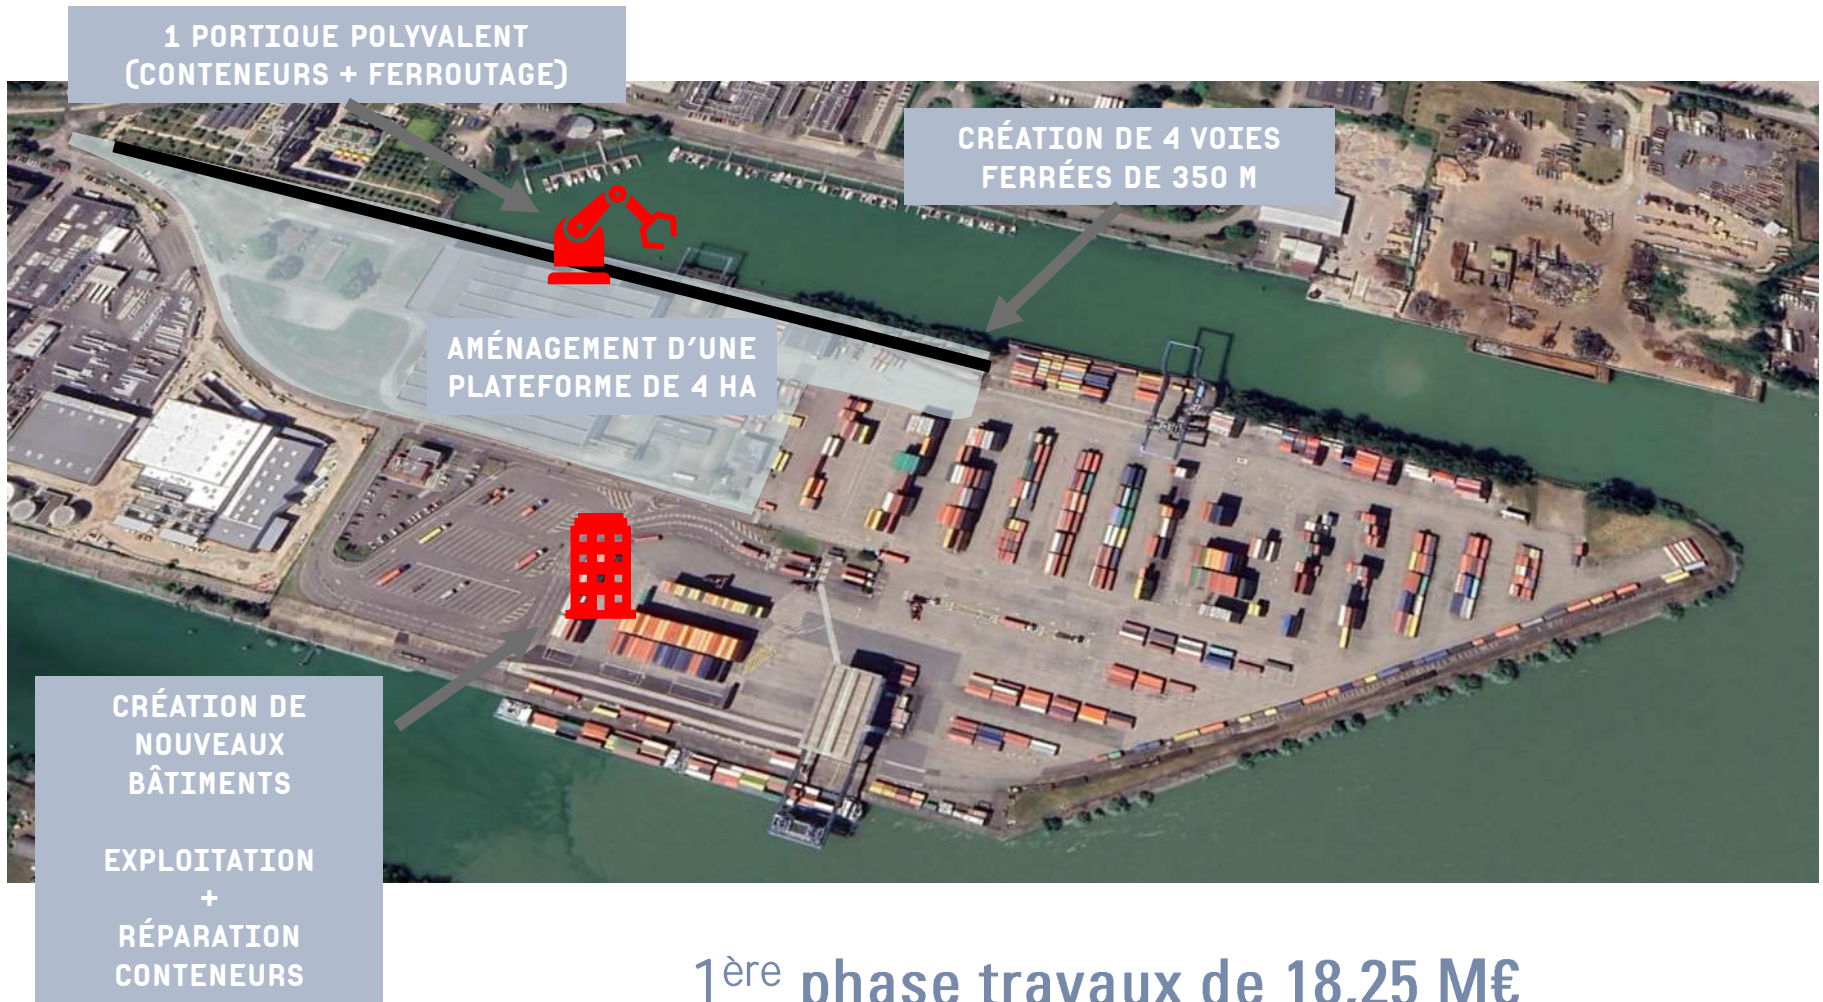 1 PORTIQUE POLYVALENT
(CONTENEURS + FERROUTAGE)
CRÉATION DE 4 VOIES
FERRÉES DE 350 M
AMÉNAGEMENT D'UNE
PLATEFORME DE 4 HA
CRÉATION DE
NOUVEAUX
BÂTIMENTS
EXPLOITATION
+
RÉPARATION
CONTENEURS
1ère phase travaux de 18,25 M€